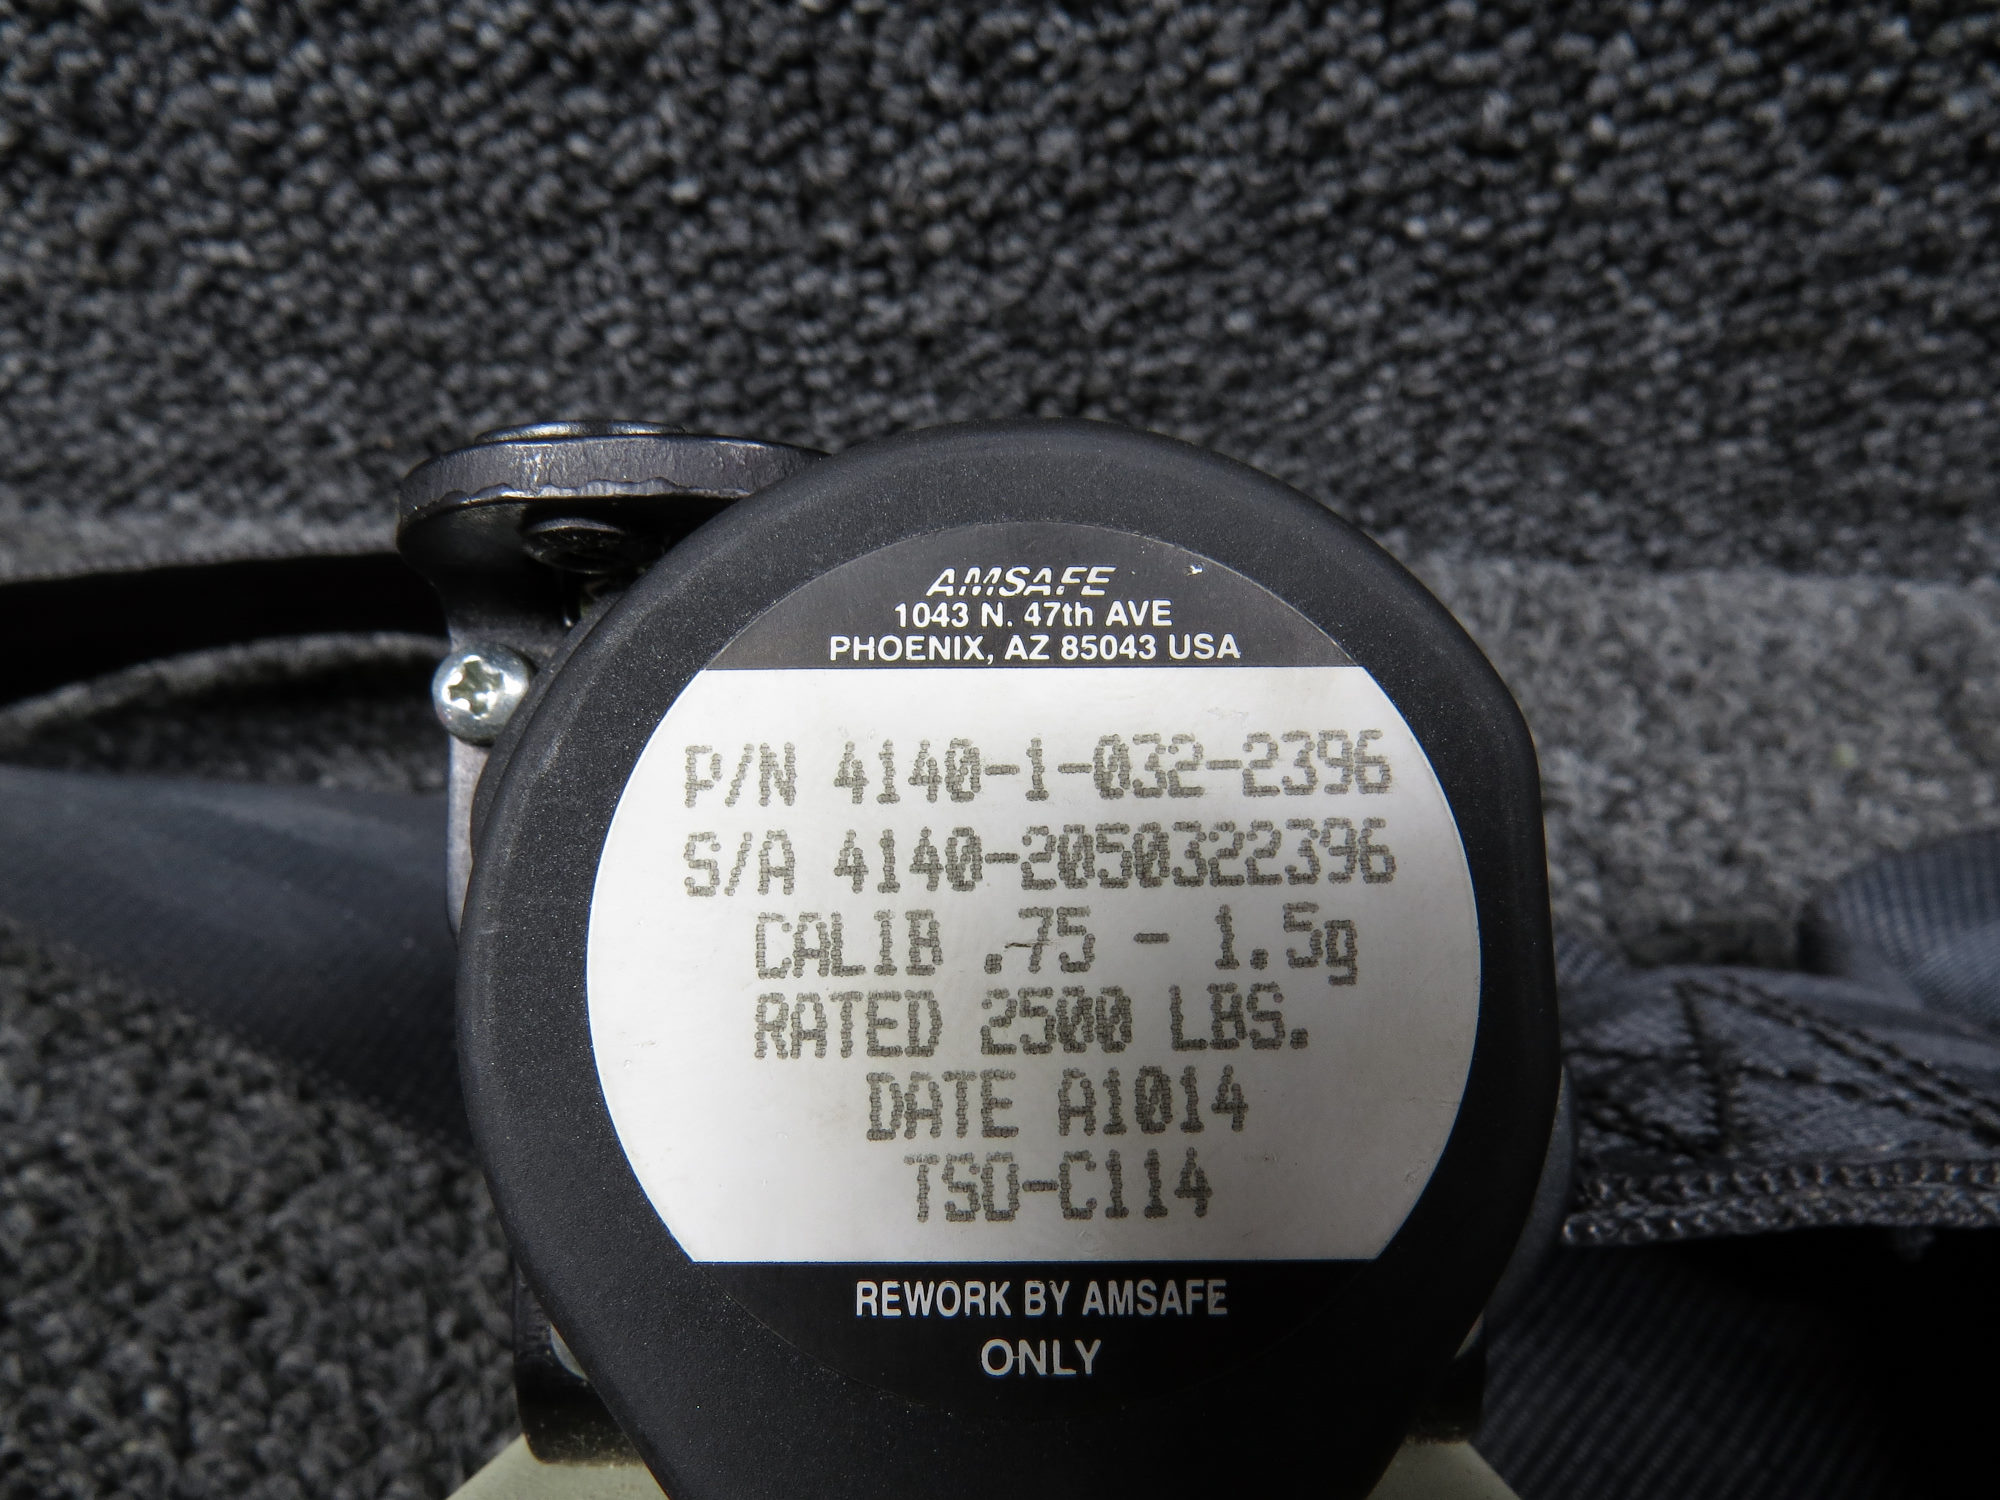 AMSAFE
1043 N. 47th AVE
PHOENIX, AZ 85043 USA
P/N 4140-1-032-2396
S/A 4140-2050322396
CALIB .75 - 1.5g
RATED 2500 LBS.
DATE A1014
TSO-C114
REWORK BY AMSAFE
ONLY